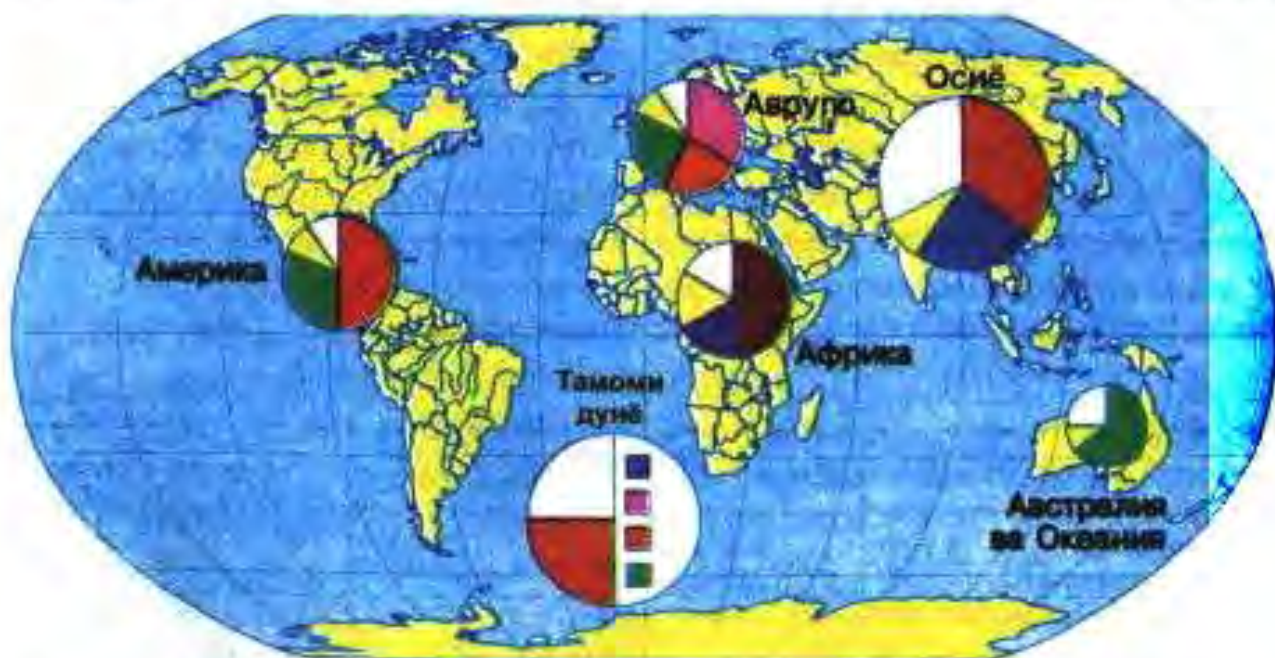 Осиё
Аврупо
Америка
Африка
Тамоми
дунё
Австралия
ва Океания